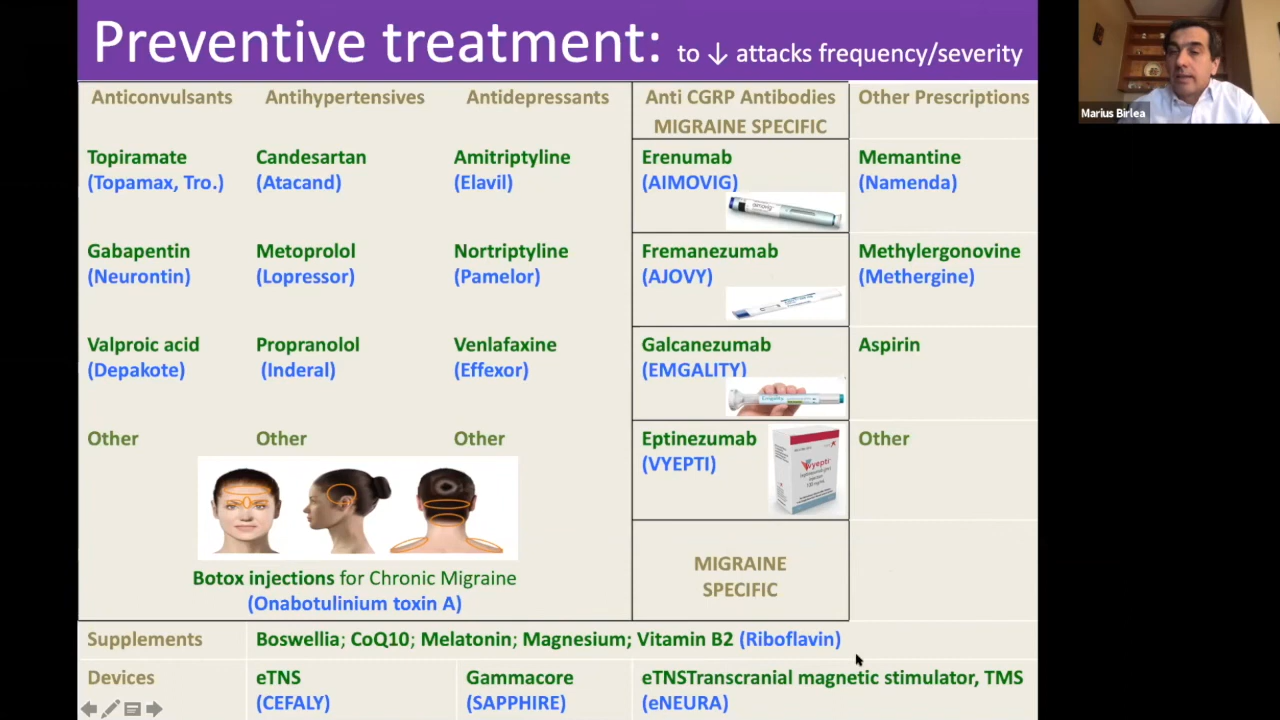 Preventive treatment: to ↓ attacks frequency/severity
Marius Birlea
Anticonvulsants Antihypertensives Antidepressants Anti CGRP Antibodies Other Prescriptions
MIGRAINE SPECIFIC
Topiramate Candesartan Amitriptyline Erenumab Memantine
(Topamax, Tro.) (Atacand) (Elavil) (AIMOVIG) (Namenda)
Gabapentin Metoprolol Nortriptyline Fremanezumab Methylergonovine
(Neurontin) (Lopressor) (Pamelor) (AJOVY) (Methergine)
Valproic acid Propranolol Venlafaxine Galcanezumab Aspirin
(Depakote) (Inderal) (Effexor) (EMGALITY)
Emgality
Other Other Other Eptinezumab Other
(VYEPTI)
Vyepti
MIGRAINE
SPECIFIC
Botox injections for Chronic Migraine
(Onabotulinium toxin A)
Supplements Boswellia; CoQ10; Melatonin; Magnesium; Vitamin B2 (Riboflavin)
Devices eTNS Gammacore eTNSTranscranial magnetic stimulator, TMS
(CEFALY) (SAPPHIRE) (eNEURA)